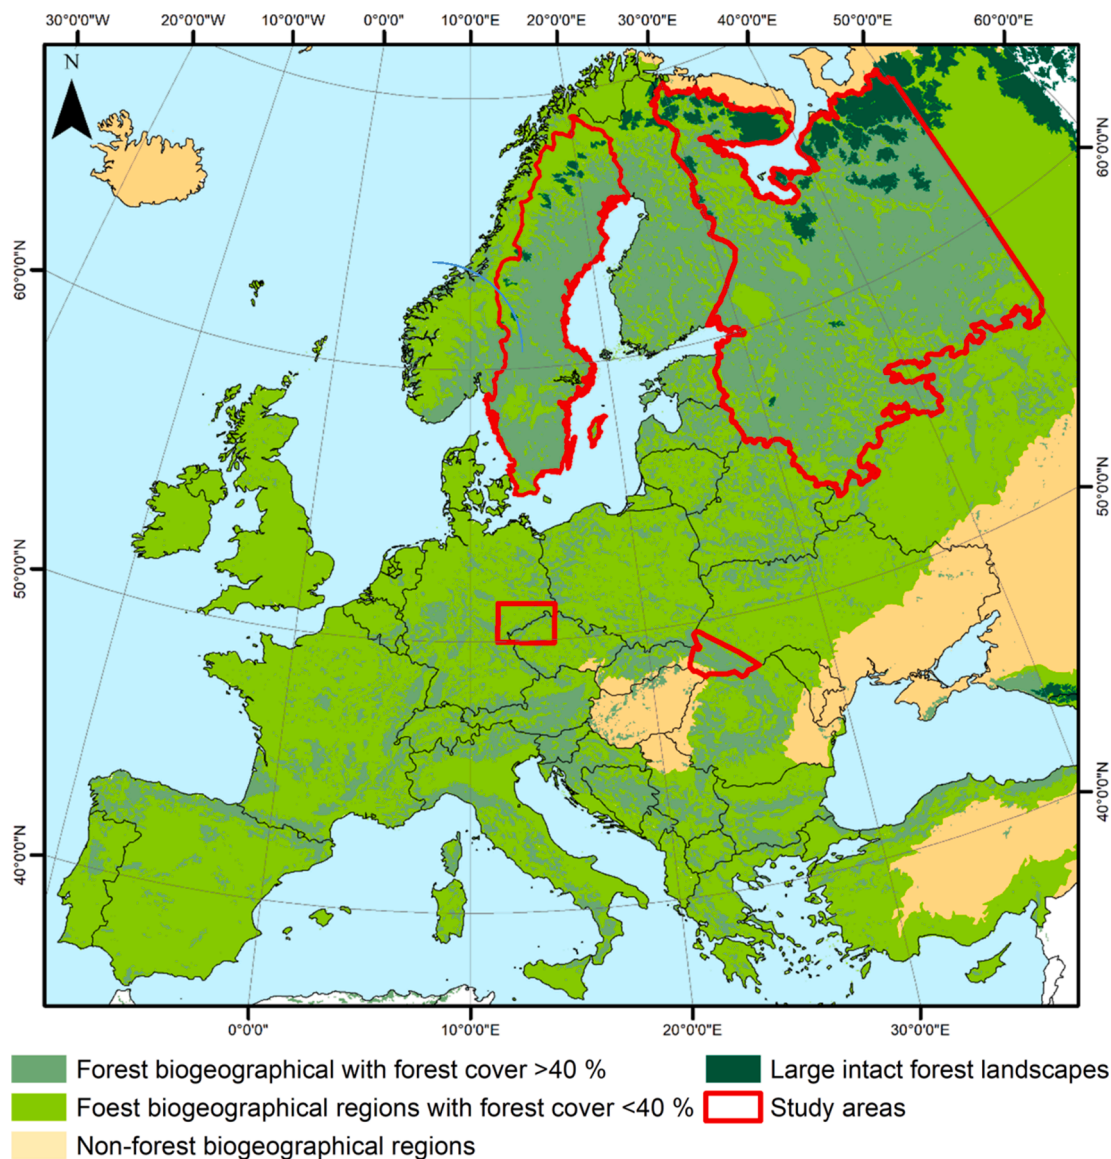 30°0'0"W 20°0'0"W 10°0'0"W 0°0'0" 10°0'0"E 20°0'0"E 30°0'0"E 40°0'0"E 50°0'0"E 60°0'0"E
N
60°0'0"N
60°0'0"N
50°0'0"N
50°0'0"N
40°0'0"N
40°0'0"N
0°0'0" 10°0'0"E 20°0'0"E 30°0'0"E
Forest biogeographical with forest cover >40 %
Foest biogeographical regions with forest cover <40 %
Non-forest biogeographical regions
Large intact forest landscapes
Study areas